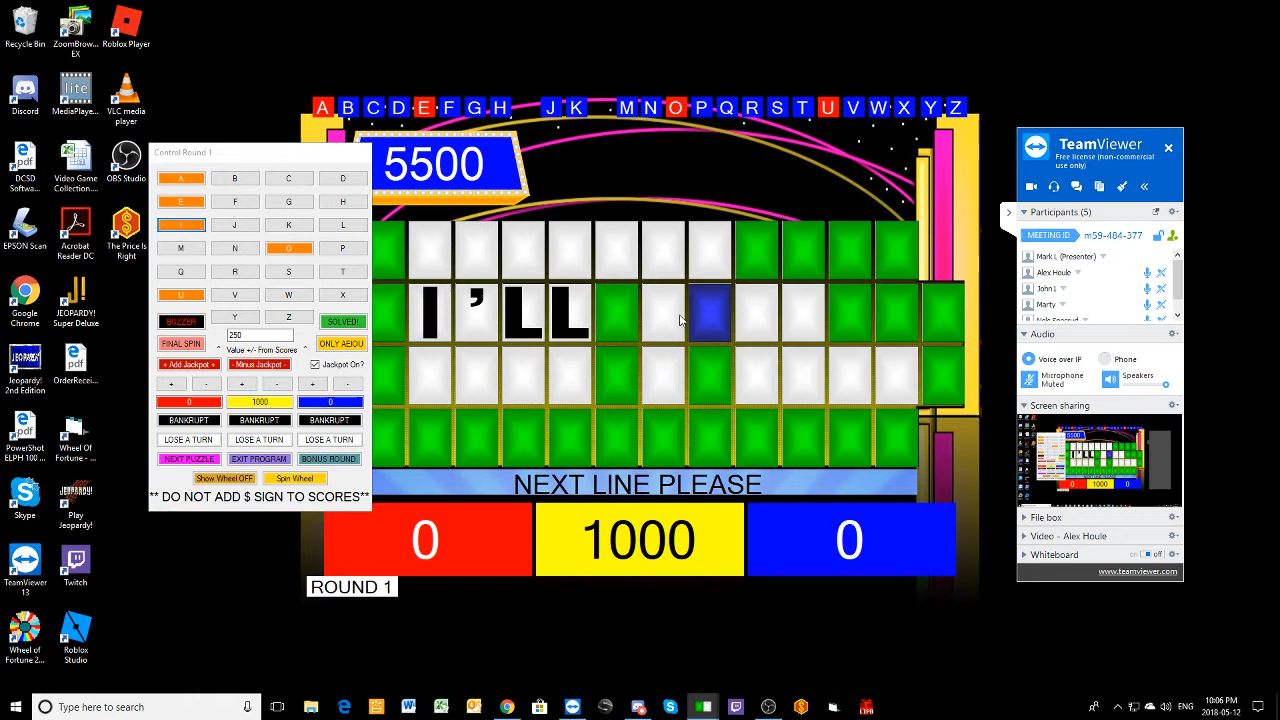 Recycle Bin
ZoomBrow... EX
Roblox Player
Discord
MediaPlaye...
VLC media player
DCSD Softwa...
Video Game Collection....
OBS Studio
EPSON Scan
Acrobat Reader DC
The Price Is Right
Google Chrome
JEOPARDY! Super Deluxe
Jeopardy! 2nd Edition
OrderRecei...
PowerShot ELPH 100 ...
Wheel Of Fortune - ...
Skype
Play Jeopardy!
TeamViewer 13
Twitch
Wheel of Fortune 2...
Roblox Studio
A B C D E F G H J K M N O P Q R S T U V W X Y Z
5500
I'LL
NEXT LINE PLEASE
0 1000 0
ROUND 1
Control Round 1
A B C D
E F G H
I J K L
M N O P
Q R S T
U V W X
Y Z
BUZZER
250
SOLVED!
FINAL SPIN
^ Value +/- From Scores ^
ONLY AEIOU
+ Add Jackpot +
- Minus Jackpot -
Jackpot On?
+ - + - + -
0 1000 0
BANKRUPT BANKRUPT BANKRUPT
LOSE A TURN LOSE A TURN LOSE A TURN
NEXT PUZZLE EXIT PROGRAM BONUS ROUND
Show Wheel OFF Spin Wheel
** DO NOT ADD $ SIGN TO SCORES**
TeamViewer
Free license (non-commercial use only)
Participants (5)
MEETING ID m59-484-377
Mark L (Presenter)
Alex Houle
John1
Marty
Audio
Voice over IP Phone
Microphone Muted
Speakers
Screen sharing
File box
Video - Alex Houle
Whiteboard on off
www.teamviewer.com
Type here to search
10:06 PM
2018-05-12